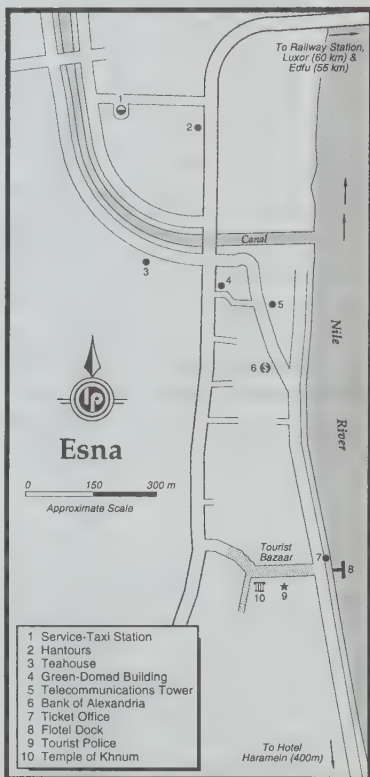 To Railway Station,
Luxor (60 km) &
Edfu (55 km)
1
2
Canal
3
4
5
Nile
River
6
lp
Esna
0 150 300 m
Approximate Scale
Tourist
Bazaar
7
8
10 9
1 Service-Taxi Station
2 Hantours
3 Teahouse
4 Green-Domed Building
5 Telecommunications Tower
6 Bank of Alexandria
7 Ticket Office
8 Flotel Dock
9 Tourist Police
10 Temple of Khnum
To Hotel
Haramein (400m)